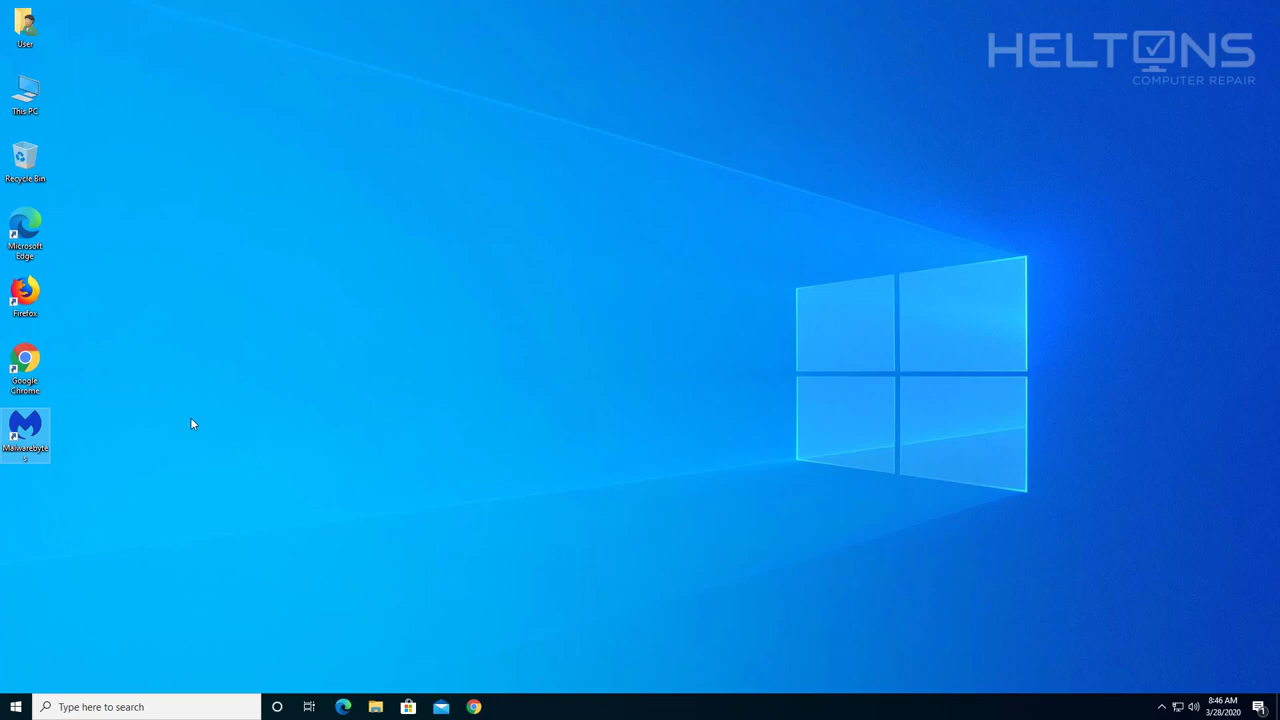 HELTONS
COMPUTER REPAIR
User
This PC
Recycle Bin
Microsoft
Edge
Firefox
Google
Chrome
Malwarebyte
s
Type here to search
8:46 AM
3/28/2020
1